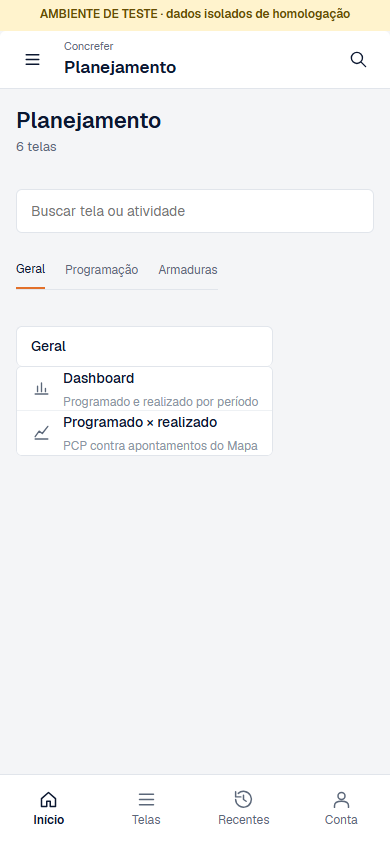 AMBIENTE DE TESTE · dados isolados de homologação
Concrefer
Planejamento
Planejamento
6 telas
Buscar tela ou atividade
Geral
Programação
Armaduras
Geral
Dashboard
Programado e realizado por período
Programado × realizado
PCP contra apontamentos do Mapa
Início
Telas
Recentes
Conta